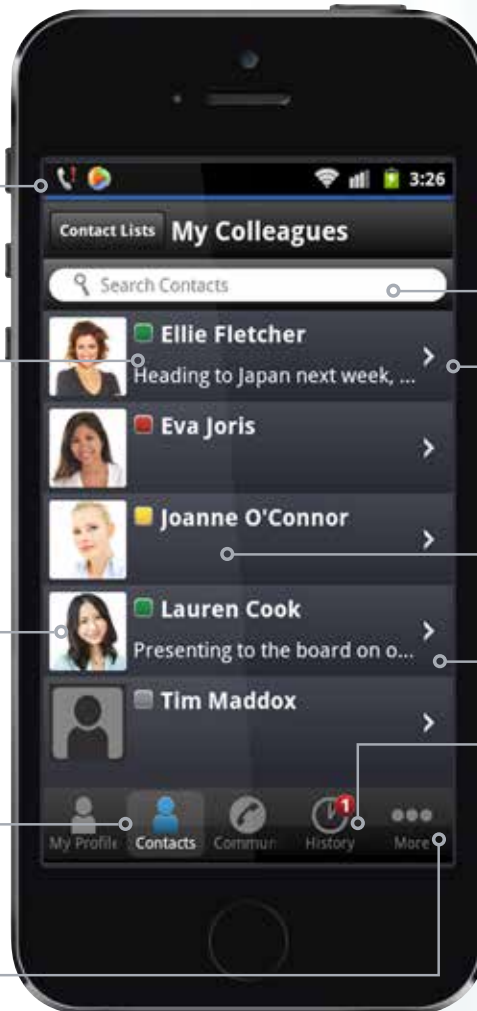 3:26
Contact Lists My Colleagues
Search Contacts
Ellie Fletcher
Heading to Japan next week, ...
Eva Joris
Joanne O'Connor
Lauren Cook
Presenting to the board on o...
Tim Maddox
1
My Profile Contacts Commun History More